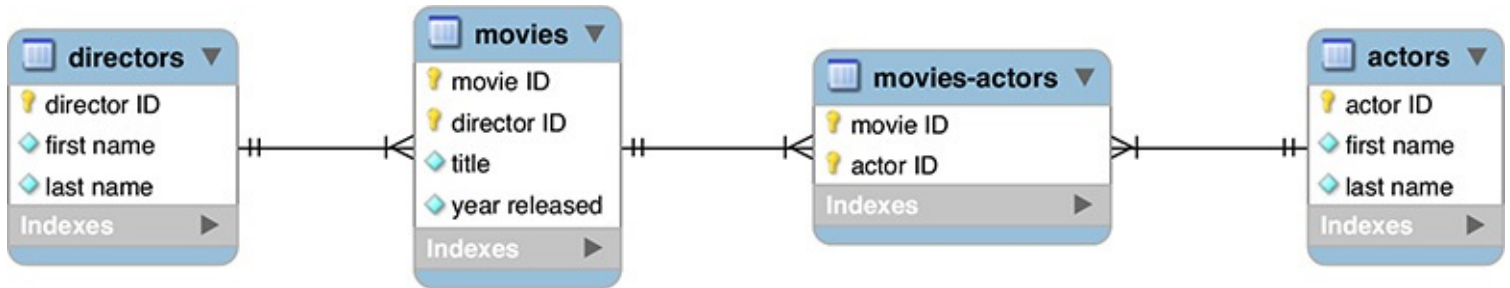 directors
director ID
first name
last name
Indexes
movies
movie ID
director ID
title
year released
Indexes
movies-actors
movie ID
actor ID
Indexes
actors
actor ID
first name
last name
Indexes